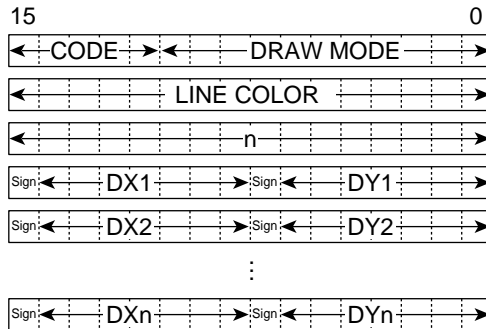 15 0
CODE DRAW MODE
LINE COLOR
n
Sign DX1 Sign DY1
Sign DX2 Sign DY2
⋮
Sign DXn Sign DYn